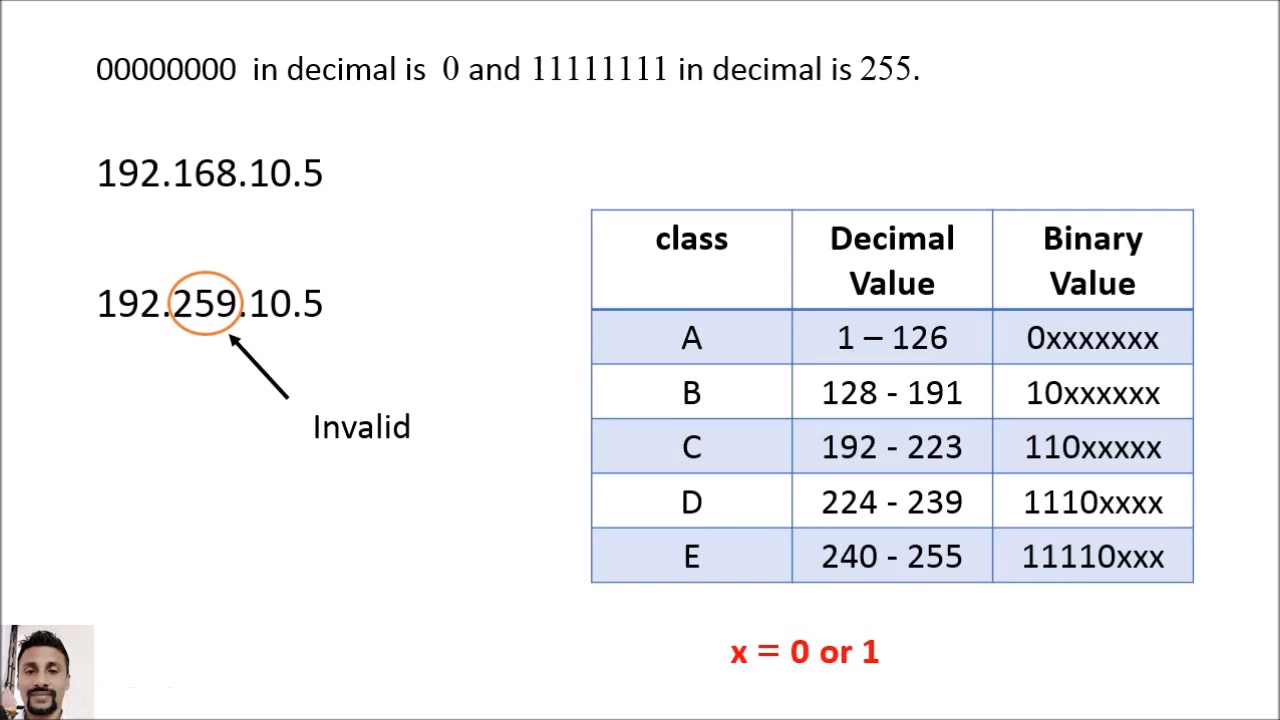 00000000 in decimal is 0 and 11111111 in decimal is 255.
192.168.10.5
192.259.10.5
Invalid
class Decimal Value Binary Value
A 1 – 126 0xxxxxxx
B 128 - 191 10xxxxxx
C 192 - 223 110xxxxx
D 224 - 239 1110xxxx
E 240 - 255 11110xxx
x = 0 or 1